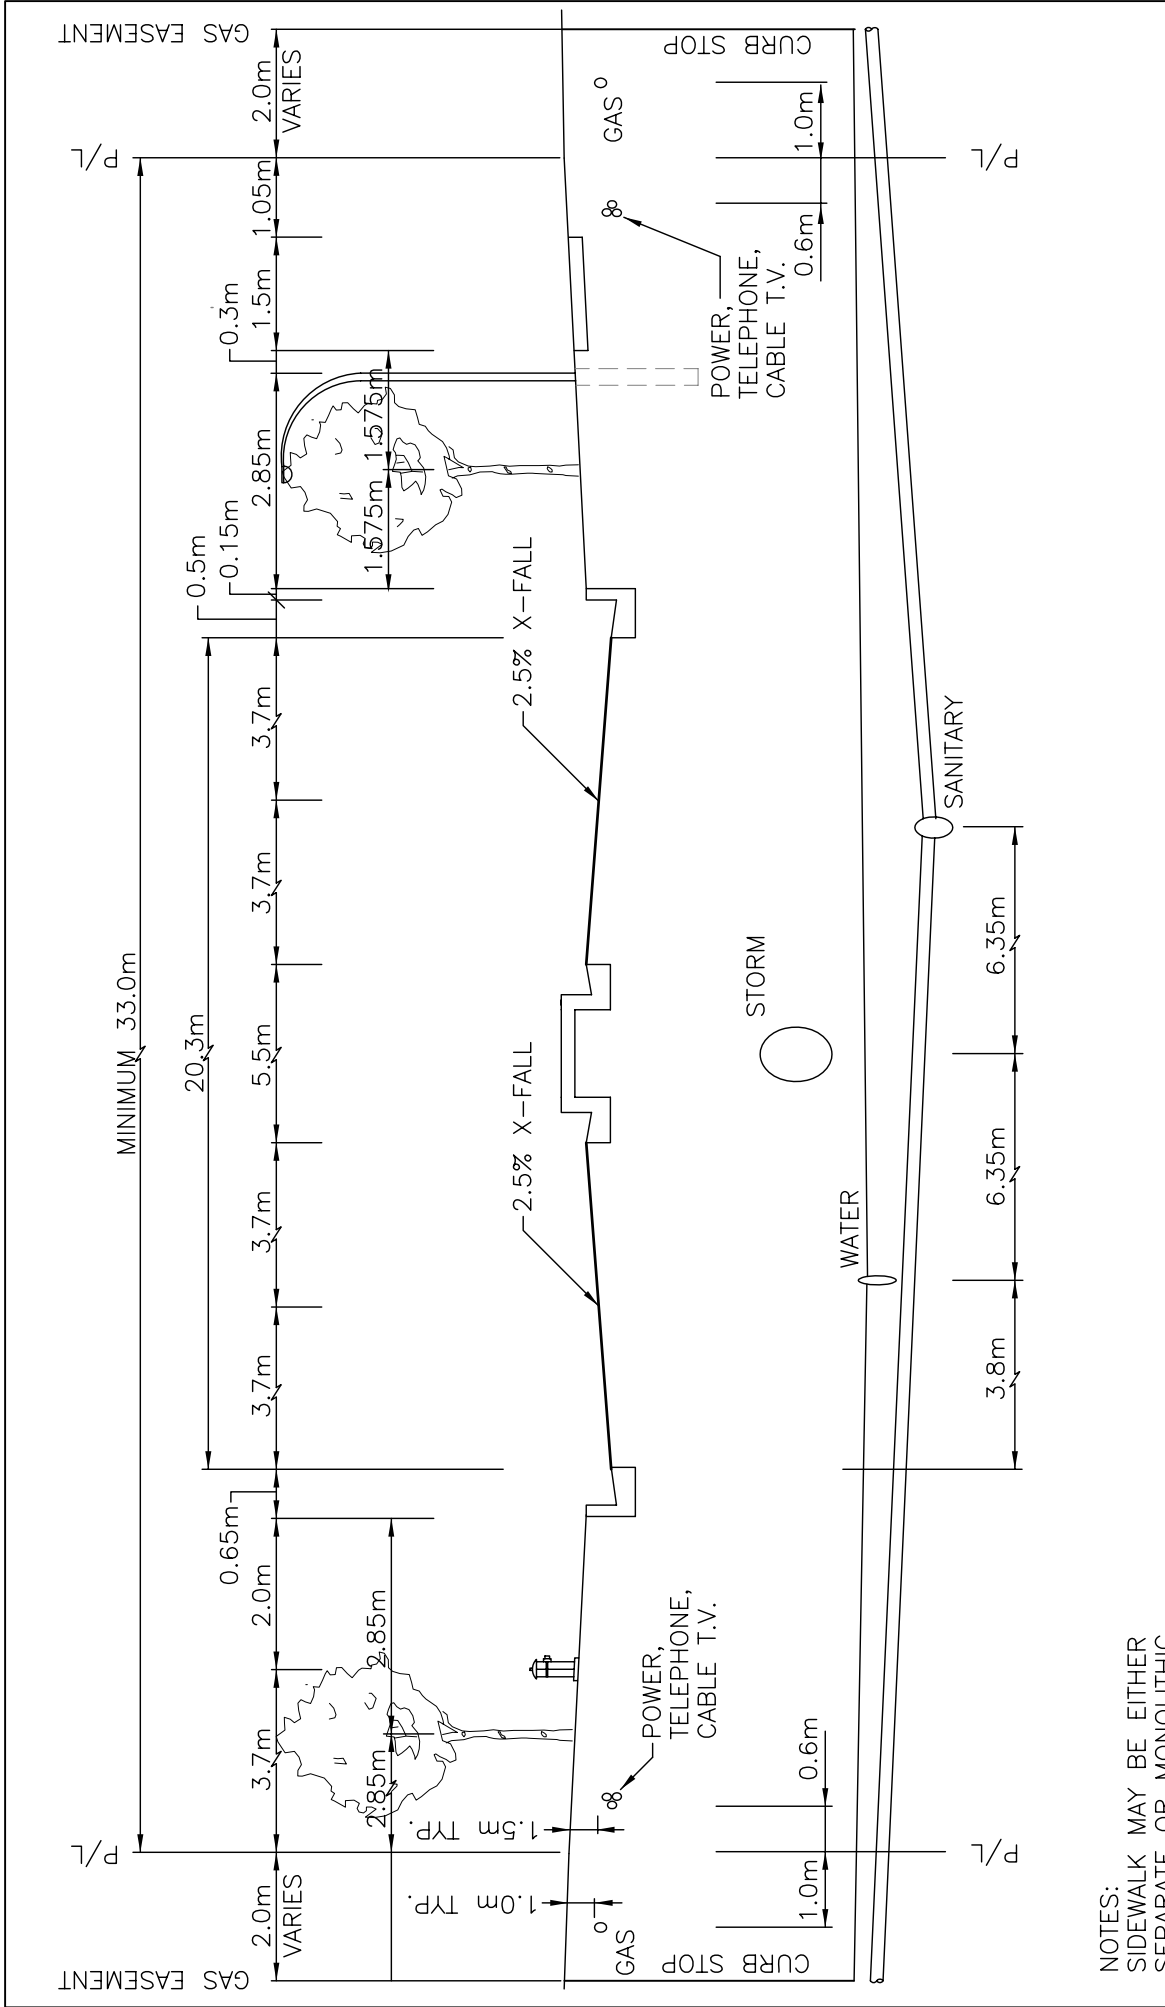 GAS EASEMENT
P/L
P/L
GAS EASEMENT
MINIMUM 33.0m
20.3m
2.0m
VARIES
3.7m
2.0m
0.65m
3.7m
3.7m
5.5m
3.7m
3.7m
0.5m
0.15m
2.85m
0.3m
1.5m
1.05m
2.0m
VARIES
2.85m
2.85m
1.575m
1.575m
1.0m TYP.
1.5m TYP.
2.5% X-FALL
2.5% X-FALL
GAS
POWER,
TELEPHONE,
CABLE T.V.
POWER,
TELEPHONE,
CABLE T.V.
GAS
CURB STOP
CURB STOP
1.0m
0.6m
0.6m
1.0m
STORM
WATER
SANITARY
P/L
P/L
3.8m
6.35m
6.35m
NOTES:
SIDEWALK MAY BE EITHER
SEPARATE OR MONOLITHIC